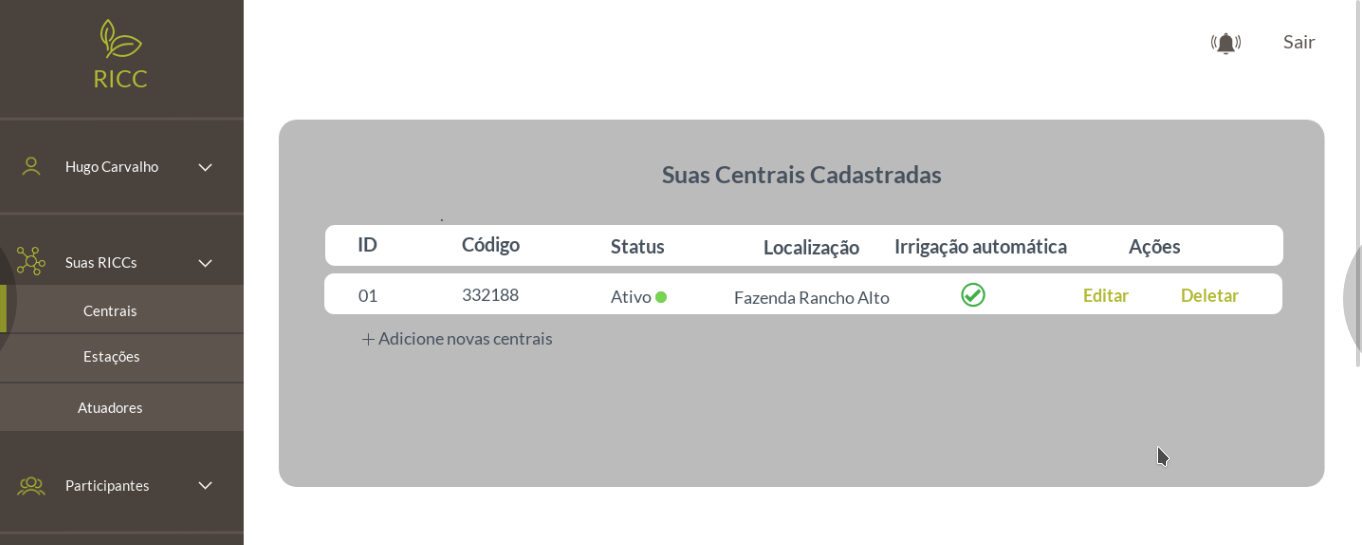 RICC
Hugo Carvalho
Suas RICCs
Centrais
Estações
Atuadores
Participantes
Sair
Suas Centrais Cadastradas
ID Código Status Localização Irrigação automática Ações
01 332188 Ativo Fazenda Rancho Alto Editar Deletar
+ Adicione novas centrais